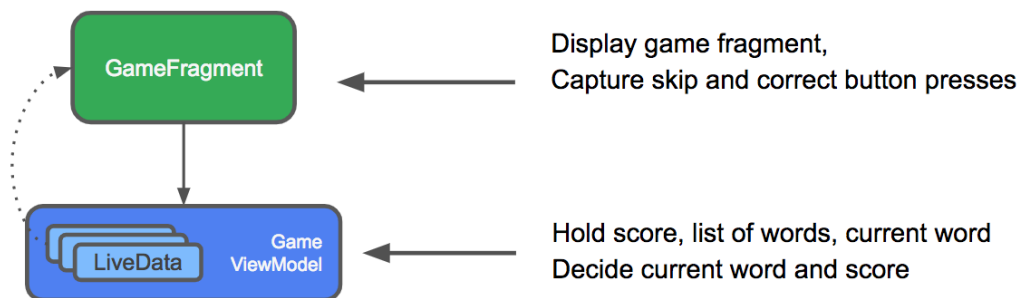 GameFragment
Display game fragment,
Capture skip and correct button presses
LiveData
Game
ViewModel
Hold score, list of words, current word
Decide current word and score